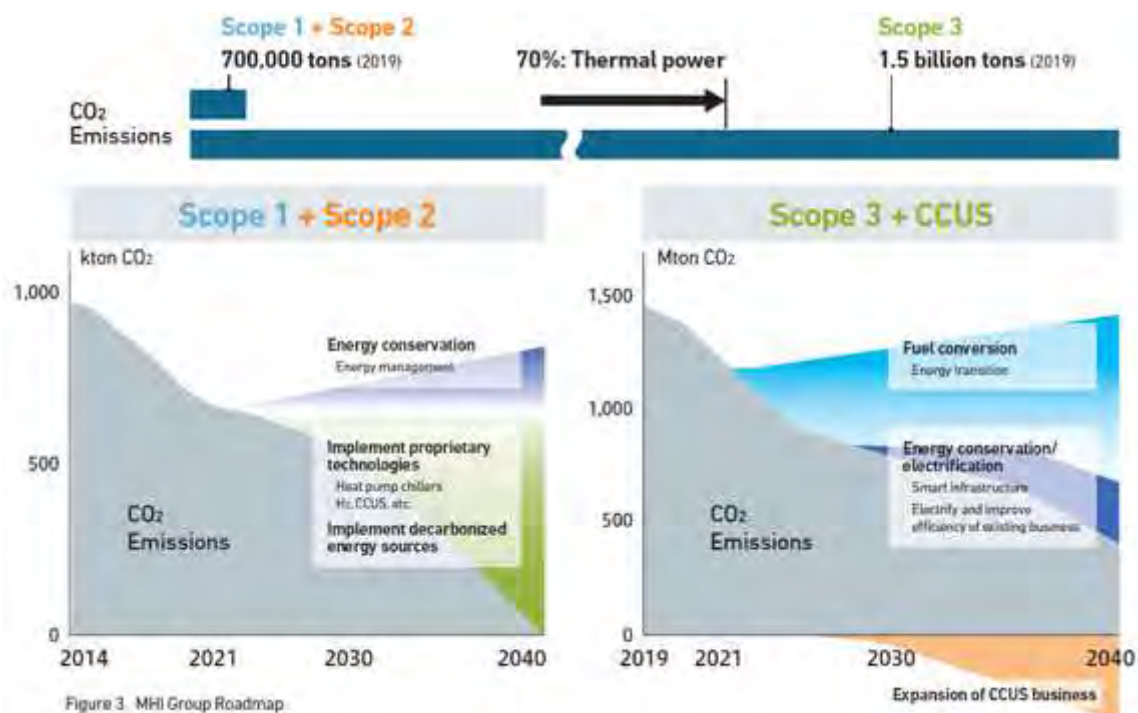 Scope 1 + Scope 2
700,000 tons (2019)
70%: Thermal power
Scope 3
1.5 billion tons (2019)
CO2
Emissions
Scope 1 + Scope 2
kton CO2
1,000
500
0
Energy conservation
Energy management
Implement proprietary
technologies
Heat pump chillers
H2, CCUS, etc.
Implement decarbonized
energy sources
CO2
Emissions
2014
2021
2030
2040
Scope 3 + CCUS
Mton CO2
1,500
1,000
500
0
Fuel conversion
Energy transition
Energy conservation/
electrification
Smart infrastructure
Electrify and improve
efficiency of existing business
CO2
Emissions
2019
2021
2030
2040
Expansion of CCUS business
Figure 3 MHI Group Roadmap